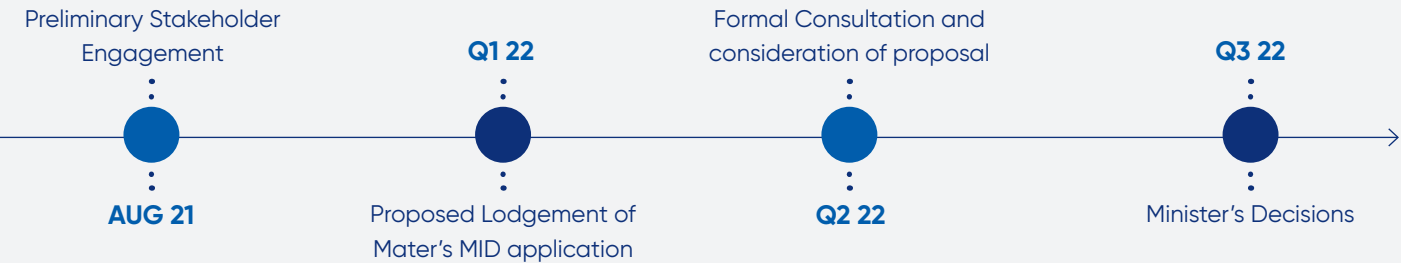 Preliminary Stakeholder
Engagement
AUG 21
Q1 22
Proposed Lodgement of
Mater’s MID application
Formal Consultation and
consideration of proposal
Q2 22
Q3 22
Minister’s Decisions